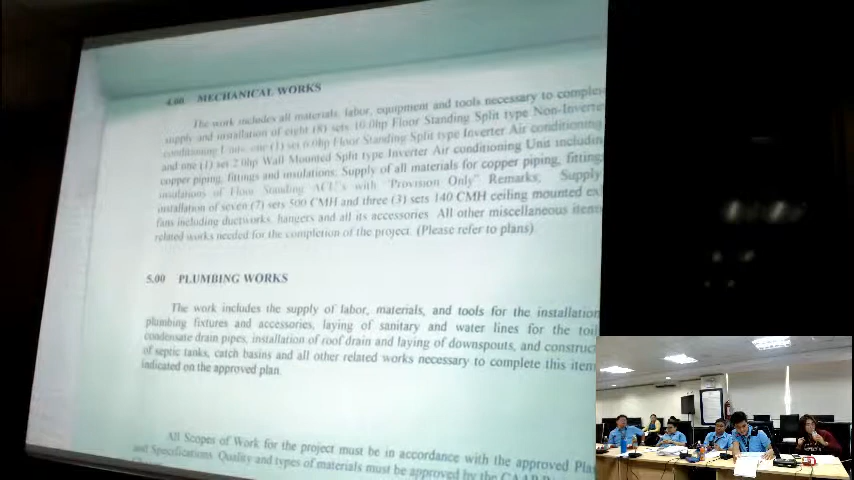 4.00 MECHANICAL WORKS
The work includes all materials, labor, equipment and tools necessary to complete
supply and installation of eight (8) sets 10.0hp Floor Standing Split type Non-Inverter
conditioning Units, one (1) set 6.0hp Floor Standing Split type Inverter Air conditioning
and one (1) set 2.0hp Wall Mounted Split type Inverter Air conditioning Unit includin
copper piping, fittings and insulations; Supply of all materials for copper piping, fitting
insulations of Floor Standing ACU's with "Provision Only" Remarks; Supply
installation of seven (7) sets 500 CMH and three (3) sets 140 CMH ceiling mounted ex
fans including ductworks, hangers and all its accessories. All other miscellaneous item
related works needed for the completion of the project. (Please refer to plans)
5.00 PLUMBING WORKS
The work includes the supply of labor, materials, and tools for the installation
plumbing fixtures and accessories, laying of sanitary and water lines for the toil
condensate drain pipes, installation of roof drain and laying of downspouts, and construct
of septic tanks, catch basins and all other related works necessary to complete this item
indicated on the approved plan.
All Scopes of Work for the project must be in accordance with the approved Plan
and Specifications. Quality and types of materials must be approved by the CAAP